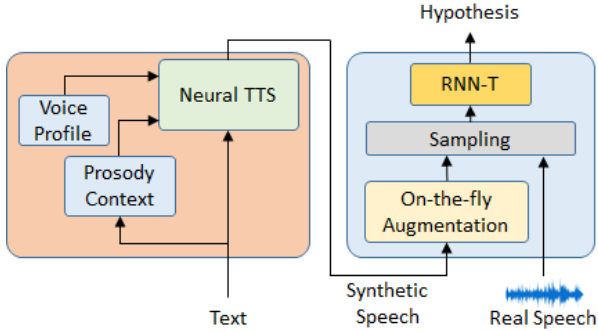 Hypothesis
Neural TTS
Voice
Profile
Prosody
Context
Text
RNN-T
Sampling
On-the-fly
Augmentation
Synthetic
Speech
Real Speech